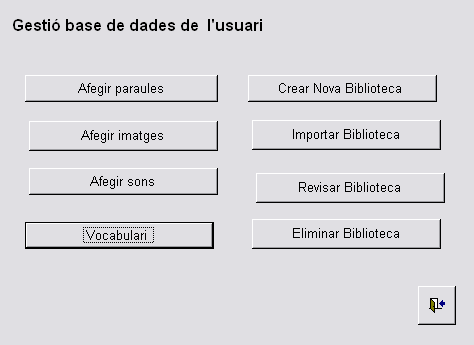 Gestió base de dades de  l'usuari
Afegir paraules
Crear Nova Biblioteca
Afegir imatges
Importar Biblioteca
Afegir sons
Revisar Biblioteca
Vocabulari
Eliminar Biblioteca